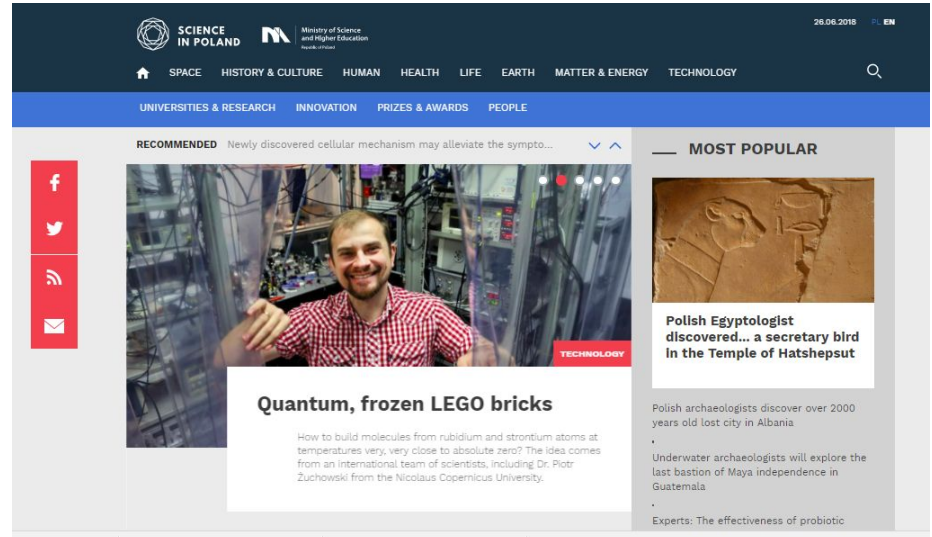 SCIENCE
IN POLAND
Ministry of Science
and Higher Education
Republic of Poland
26.06.2018 PL EN
SPACE HISTORY & CULTURE HUMAN HEALTH LIFE EARTH MATTER & ENERGY TECHNOLOGY
UNIVERSITIES & RESEARCH INNOVATION PRIZES & AWARDS PEOPLE
RECOMMENDED Newly discovered cellular mechanism may alleviate the sympto...
TECHNOLOGY
Quantum, frozen LEGO bricks
How to build molecules from rubidium and strontium atoms at
temperatures very, very close to absolute zero? The idea comes
from an international team of scientists, including Dr. Piotr
Żuchowski from the Nicolaus Copernicus University.
MOST POPULAR
Polish Egyptologist
discovered... a secretary bird
in the Temple of Hatshepsut
Polish archaeologists discover over 2000
years old lost city in Albania
Underwater archaeologists will explore the
last bastion of Maya independence in
Guatemala
Experts: The effectiveness of probiotic